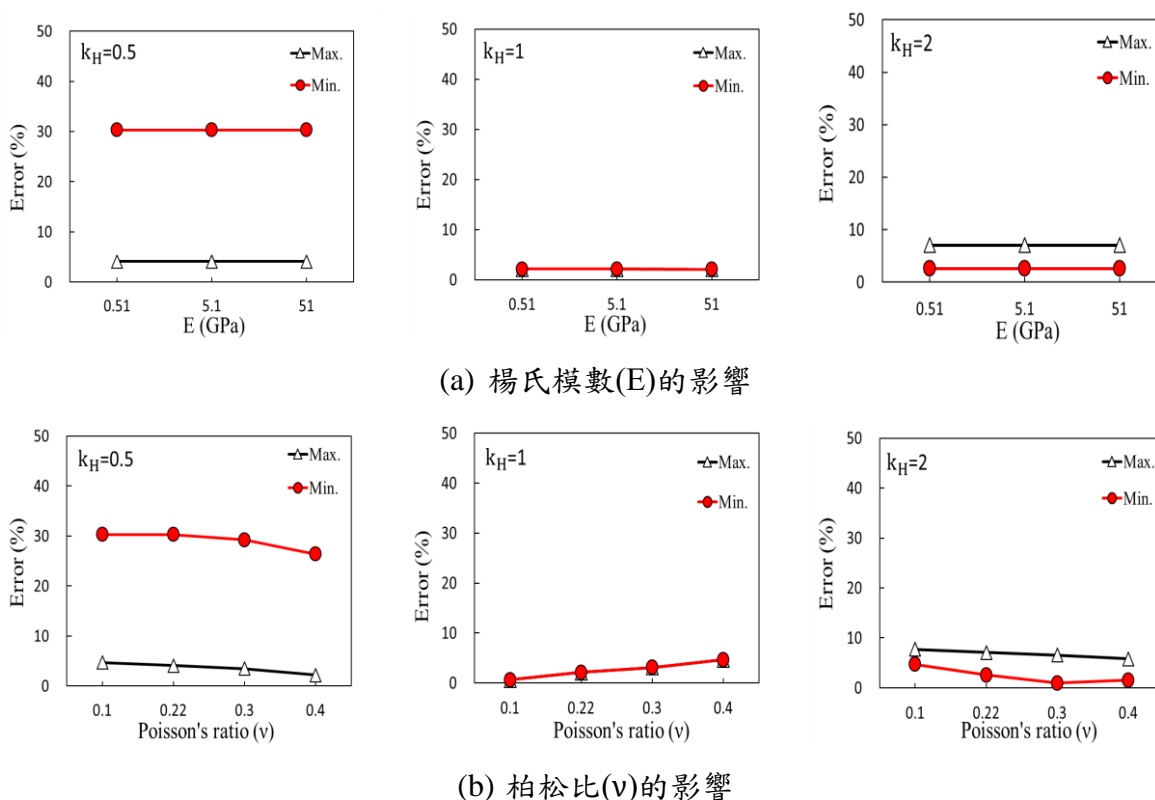 50
40
30
20
10
0
Error (%)
k_H=0.5
Max.
Min.
0.51 5.1 51
E (GPa)
50
40
30
20
10
0
Error (%)
k_H=1
Max.
Min.
0.51 5.1 51
E (GPa)
50
40
30
20
10
0
Error (%)
k_H=2
Max.
Min.
0.51 5.1 51
E (GPa)
(a) 楊氏模數(E)的影響
50
40
30
20
10
0
Error (%)
k_H=0.5
Max.
Min.
0.1 0.22 0.3 0.4
Poisson's ratio (ν)
50
40
30
20
10
0
Error (%)
k_H=1
Max.
Min.
0.1 0.22 0.3 0.4
Poisson's ratio (ν)
50
40
30
20
10
0
Error (%)
k_H=2
Max.
Min.
0.1 0.22 0.3 0.4
Poisson's ratio (ν)
(b) 柏松比(ν)的影響